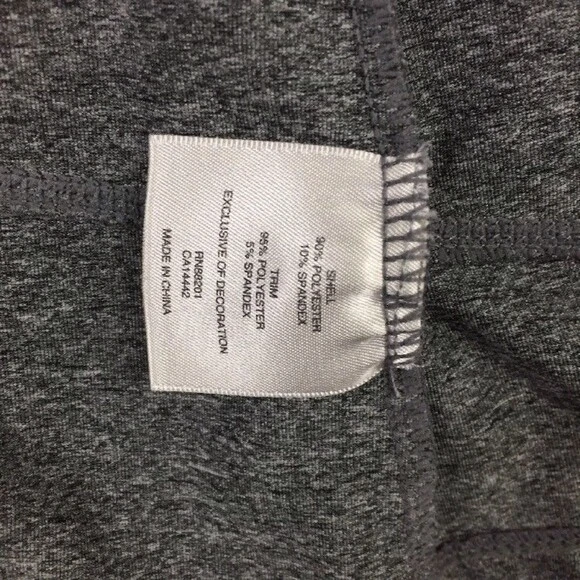 SHELL
90% POLYESTER
10% SPANDEX
TRIM
95% POLYESTER
5% SPANDEX
EXCLUSIVE OF DECORATION
RN88201
CA14442
MADE IN CHINA